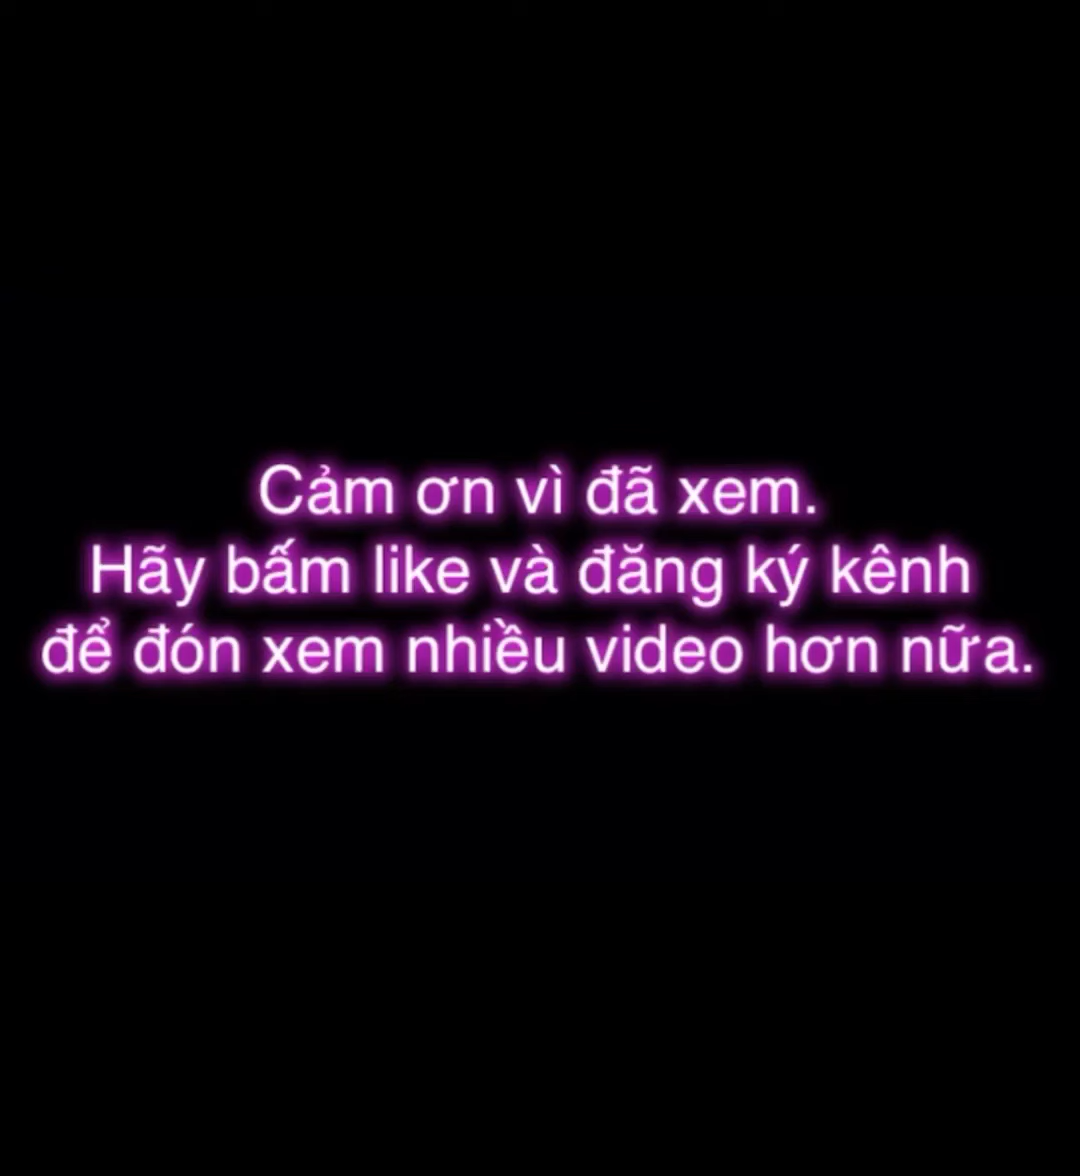 Cảm ơn vì đã xem.
Hãy bấm like và đăng ký kênh
để đón xem nhiều video hơn nữa.